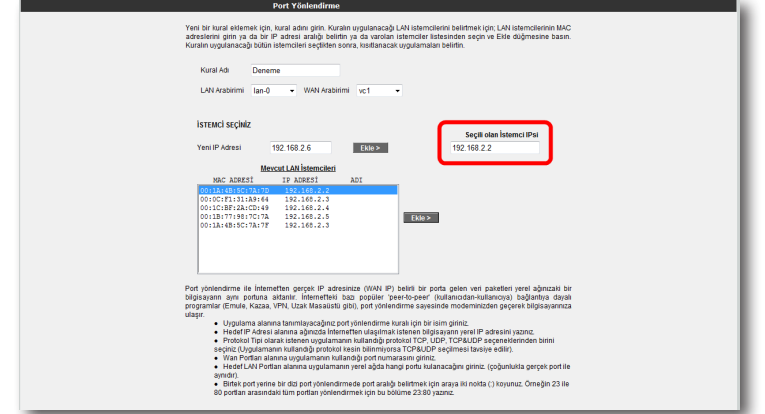 Port Yönlendirme
Yeni bir kural eklemek için, kural adını girin. Kuralın uygulanacağı LAN istemcilerini belirtmek için; LAN istemcilerinin MAC
adreslerini girin ya da bir IP adresi aralığı belirtin ya da varolan istemciler listesinden seçin ve Ekle düğmesine basın.
Kuralın uygulanacağı bütün istemcileri seçtikten sonra, kısıtlanacak uygulamaları belirtin.
Kural Adı Deneme
LAN Arabirimi lan-0 WAN Arabirimi vc1
İSTEMCİ SEÇİNİZ
Seçili olan İstemci IPsi
Yeni IP Adresi 192.168.2.6 Ekle > 192.168.2.2
Mevcut LAN İstemcileri
MAC ADRESİ IP ADRESİ ADI
00:1A:4B:5C:7A:7D 192.168.2.2
00:0C:F1:31:A9:64 192.168.2.3
00:1C:BF:2A:CD:49 192.168.2.4
00:1B:77:98:7C:7A 192.168.2.5
00:1A:4B:5C:7A:7F 192.168.2.3
Ekle >
Port yönlendirme ile İnternetten gerçek IP adresinize (WAN IP) belirli bir porta gelen veri paketleri yerel ağınızaki bir
bilgisayarın aynı portuna aktarılır. İnternetteki bazı popüler 'peer-to-peer' (kullanıcıdan-kullanıcıya) bağlantıya dayalı
programlar (Emule, Kazaa, VPN, Uzak Masaüstü gibi), port yönlendirme sayesinde modeminizden geçerek bilgisayarınıza
ulaşır.
• Uygulama alanına tanımlayacağınız port yönlendirme kuralı için bir isim giriniz.
• Hedef IP Adresi alanına ağınızda İnternetten ulaşılmak istenen bilgisayarın yerel IP adresini yazınız.
• Protokol Tipi olarak istenen uygulamanın kullandığı protokol TCP, UDP, TCP&UDP seçeneklerinden birini
seçiniz (Uygulamanın kullandığı protokol kesin bilinmiyorsa TCP&UDP seçilmesi tavsiye edilir).
• Wan Portları alanına uygulamanın kullandığı port numarasını giriniz.
• Hedef LAN Portları alanına uygulamanın yerel ağda hangi portu kulanacağını giriniz. (çoğunlukla gerçek port ile
aynıdır).
• Birtek port yerine bir dizi port yönlendirmede port aralığı belirtmek için araya iki nokta (:) koyunuz. Örneğin 23 ile
80 portları arasındaki tüm portları yönlendirmek için bu bölüme 23:80 yazınız.